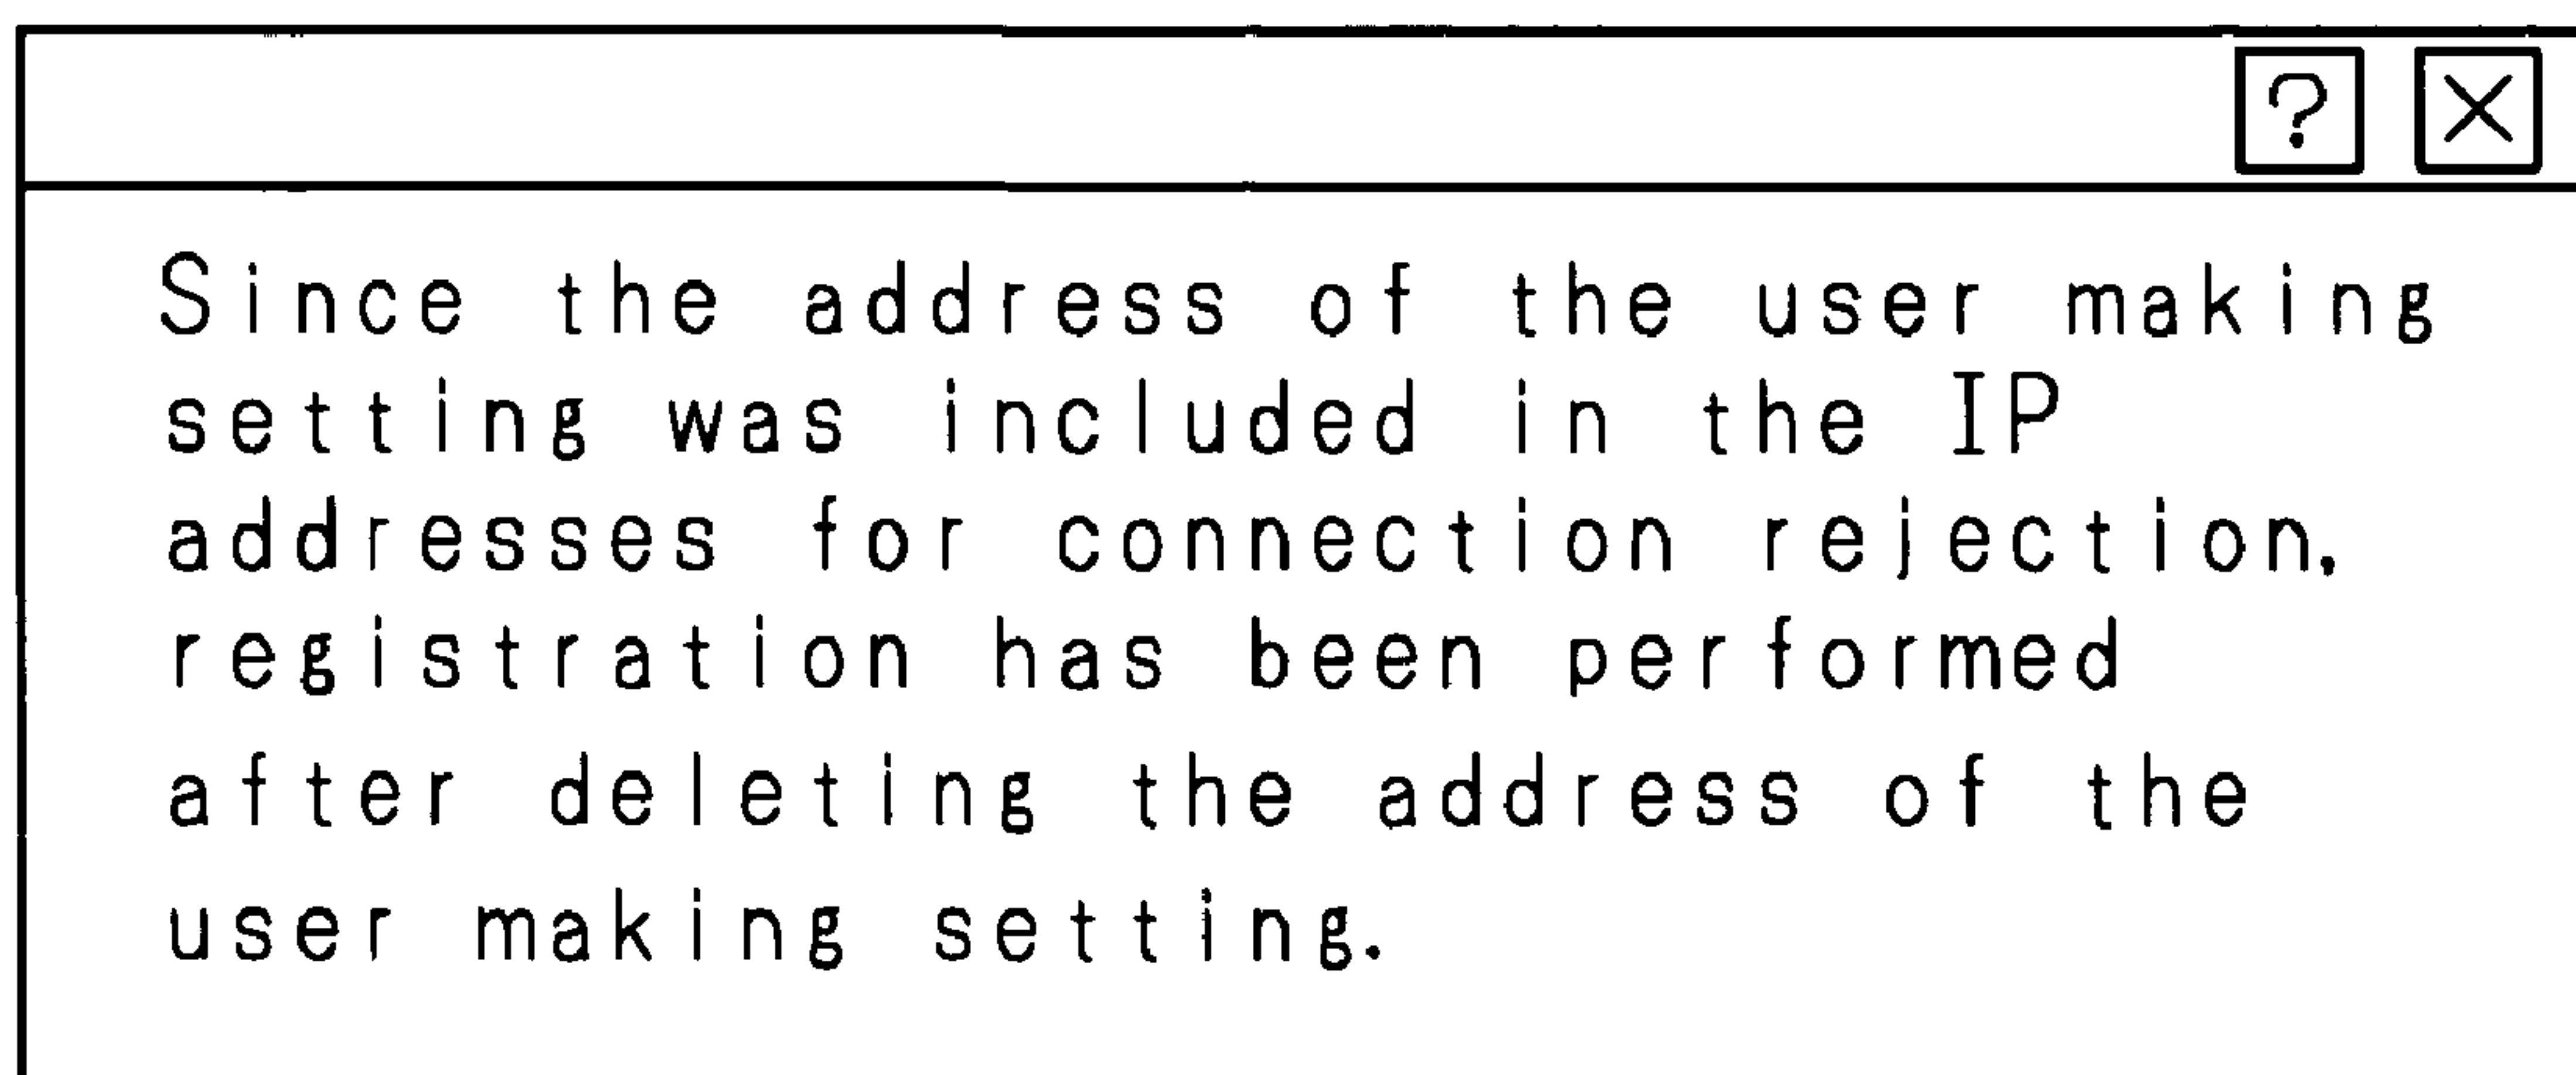 ? ×
Since the address of the user making
setting was included in the IP
addresses for connection rejection,
registration has been performed
after deleting the address of the
user making setting.